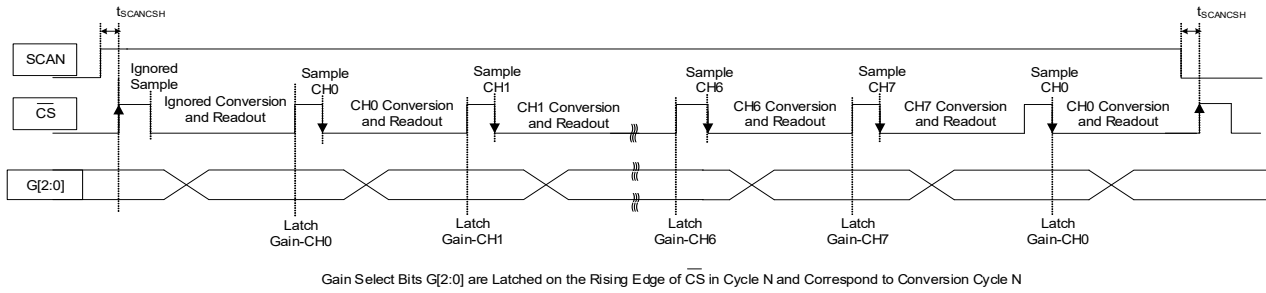 tSCANCSH
tSCANCSH
SCAN
Ignored
Sample
Sample
CH0
Sample
CH1
Sample
CH6
Sample
CH7
Sample
CH0
CS
Ignored Conversion
and Readout
CH0 Conversion
and Readout
CH1 Conversion
and Readout
CH6 Conversion
and Readout
CH7 Conversion
and Readout
CH0 Conversion
and Readout
G[2:0]
Latch
Gain-CH0
Latch
Gain-CH1
Latch
Gain-CH6
Latch
Gain-CH7
Latch
Gain-CH0
Gain Select Bits G[2:0] are Latched on the Rising Edge of CS in Cycle N and Correspond to Conversion Cycle N